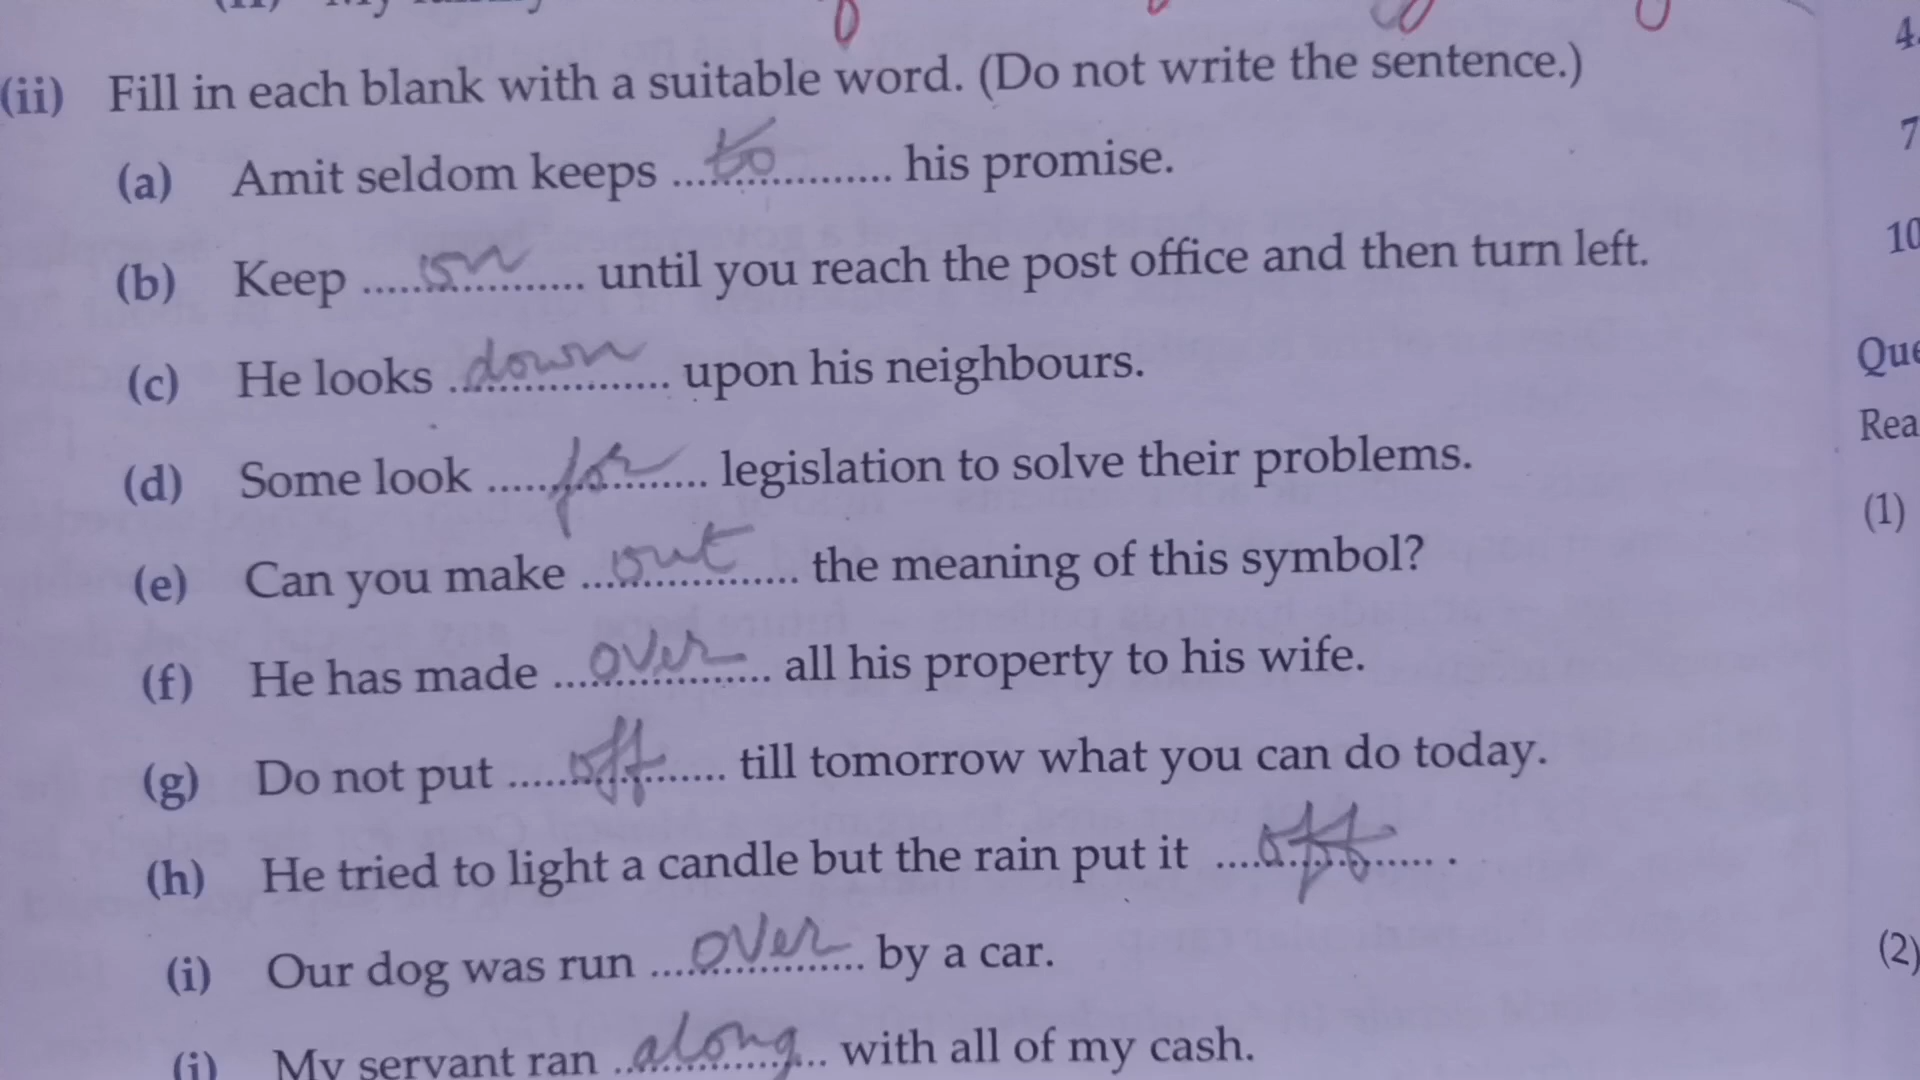 (ii) Fill in each blank with a suitable word. (Do not write the sentence.)
(a) Amit seldom keeps ...to... his promise.
(b) Keep ...on... until you reach the post office and then turn left.
(c) He looks ...down... upon his neighbours.
(d) Some look ...for... legislation to solve their problems.
(e) Can you make ...out... the meaning of this symbol?
(f) He has made ...over... all his property to his wife.
(g) Do not put ...off... till tomorrow what you can do today.
(h) He tried to light a candle but the rain put it ...off... .
(i) Our dog was run ...over... by a car.
(j) My servant ran ...along... with all of my cash.
4.
7
10
Que
Rea
(1)
(2)